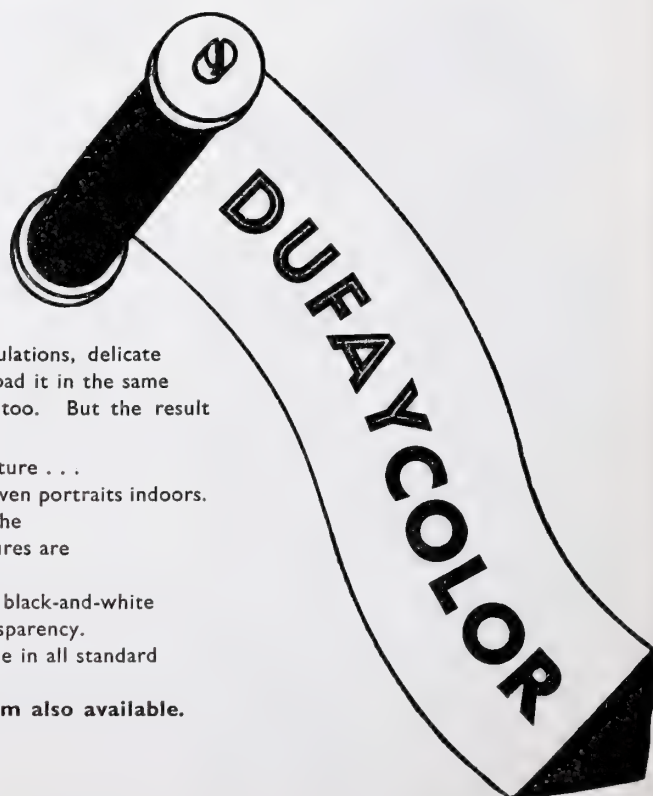 DUFAYCOLOR
ulations, delicate
oad it in the same
too. But the result
ture . . .
ven portraits indoors.
he
ures are
black-and-white
sparency.
e in all standard
m also available.